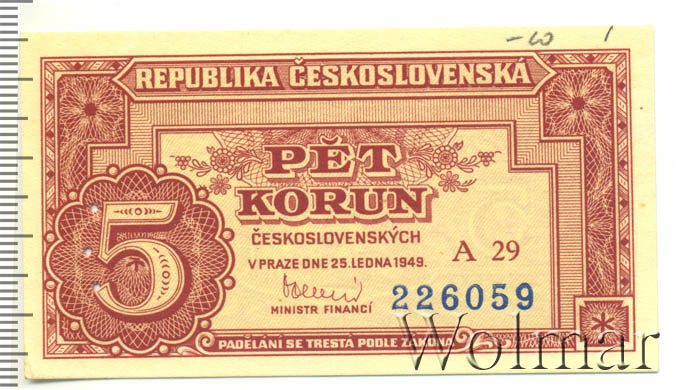 REPUBLIKA ČESKOSLOVENSKÁ
PĚT
KORUN
5
ČESKOSLOVENSKÝCH
A 29
V PRAZE DNE 25. LEDNA 1949.
226059
MINISTR FINANCÍ
PADĚLÁNÍ SE TRESTÁ PODLE ZÁKONA
Wolmar